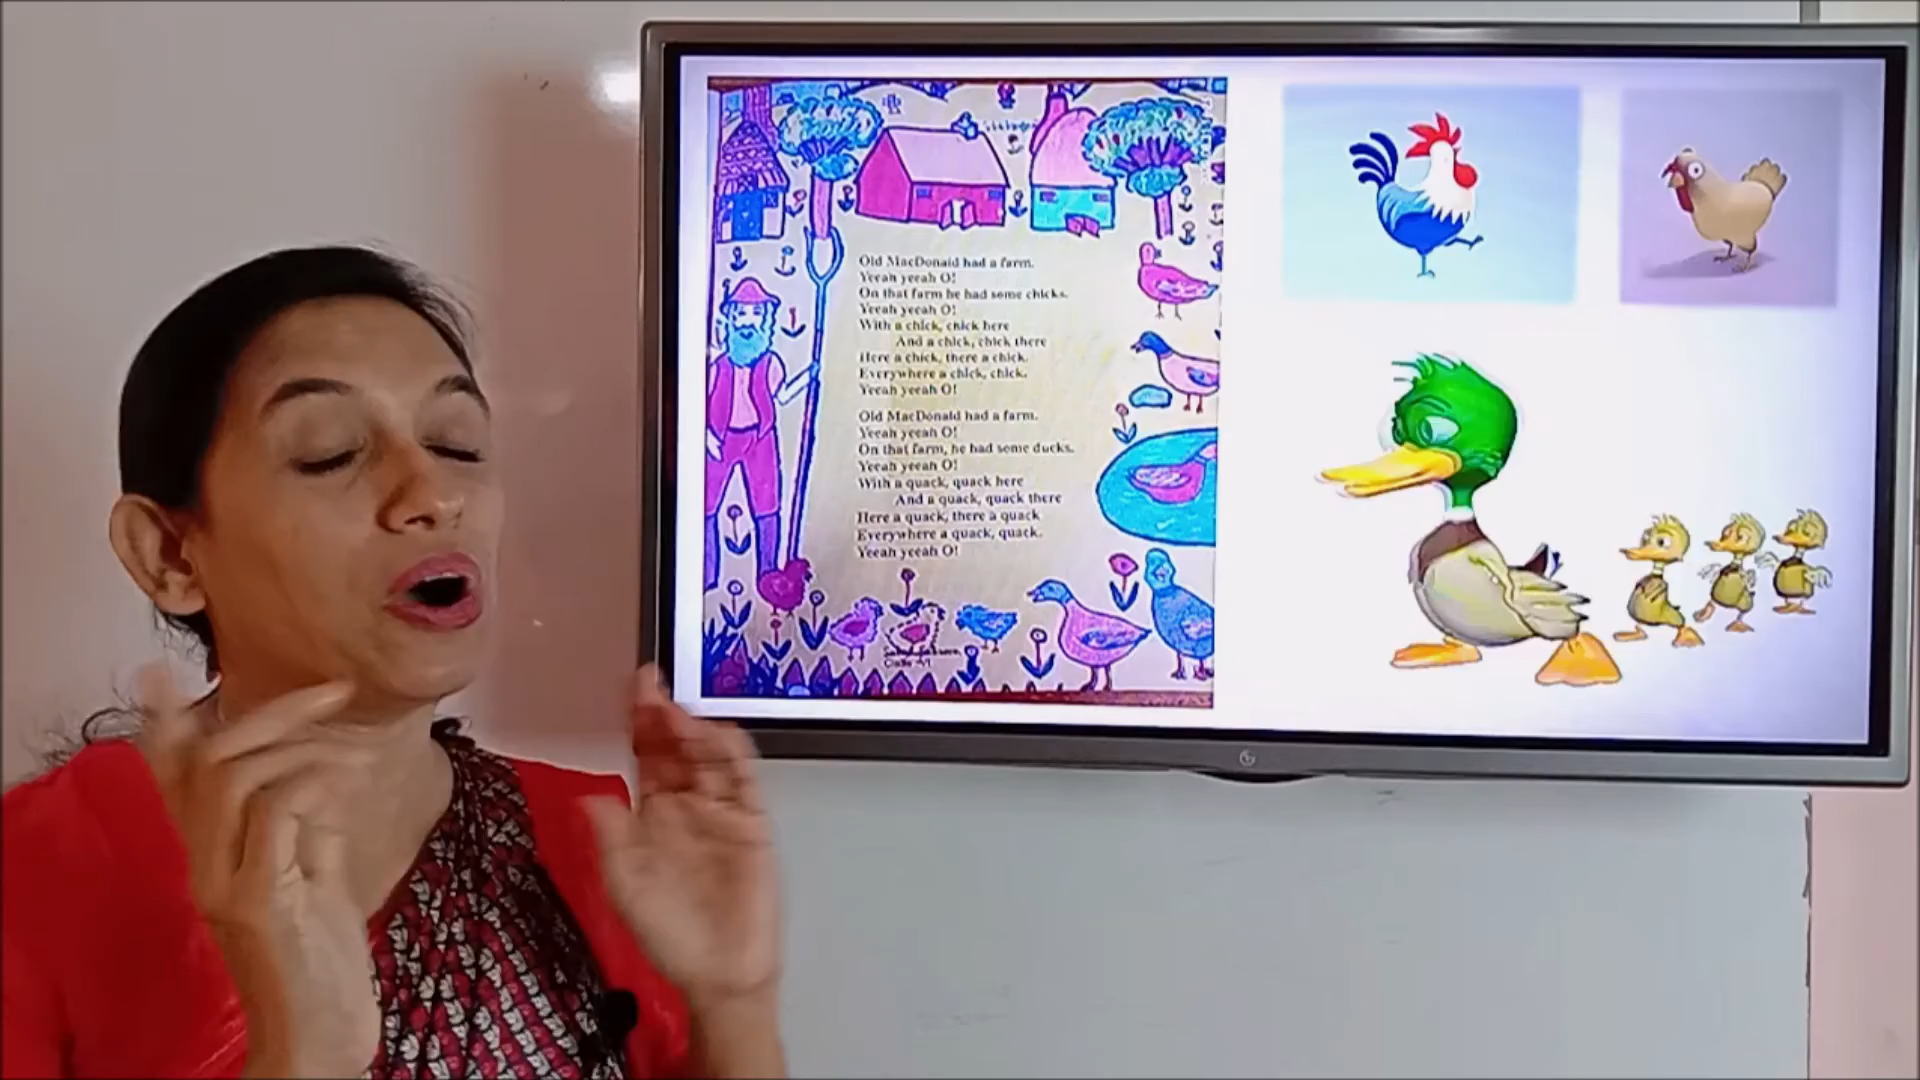 Old MacDonald had a farm.
Yeeah yeeah O!
On that farm he had some chicks.
Yeeah yeeah O!
With a chick, chick here
And a chick, chick there
Here a chick, there a chick.
Everywhere a chick, chick.
Yeeah yeeah O!
Old MacDonald had a farm.
Yeeah yeeah O!
On that farm, he had some ducks.
Yeeah yeeah O!
With a quack, quack here
And a quack, quack there
Here a quack, there a quack
Everywhere a quack, quack.
Yeeah yeeah O!